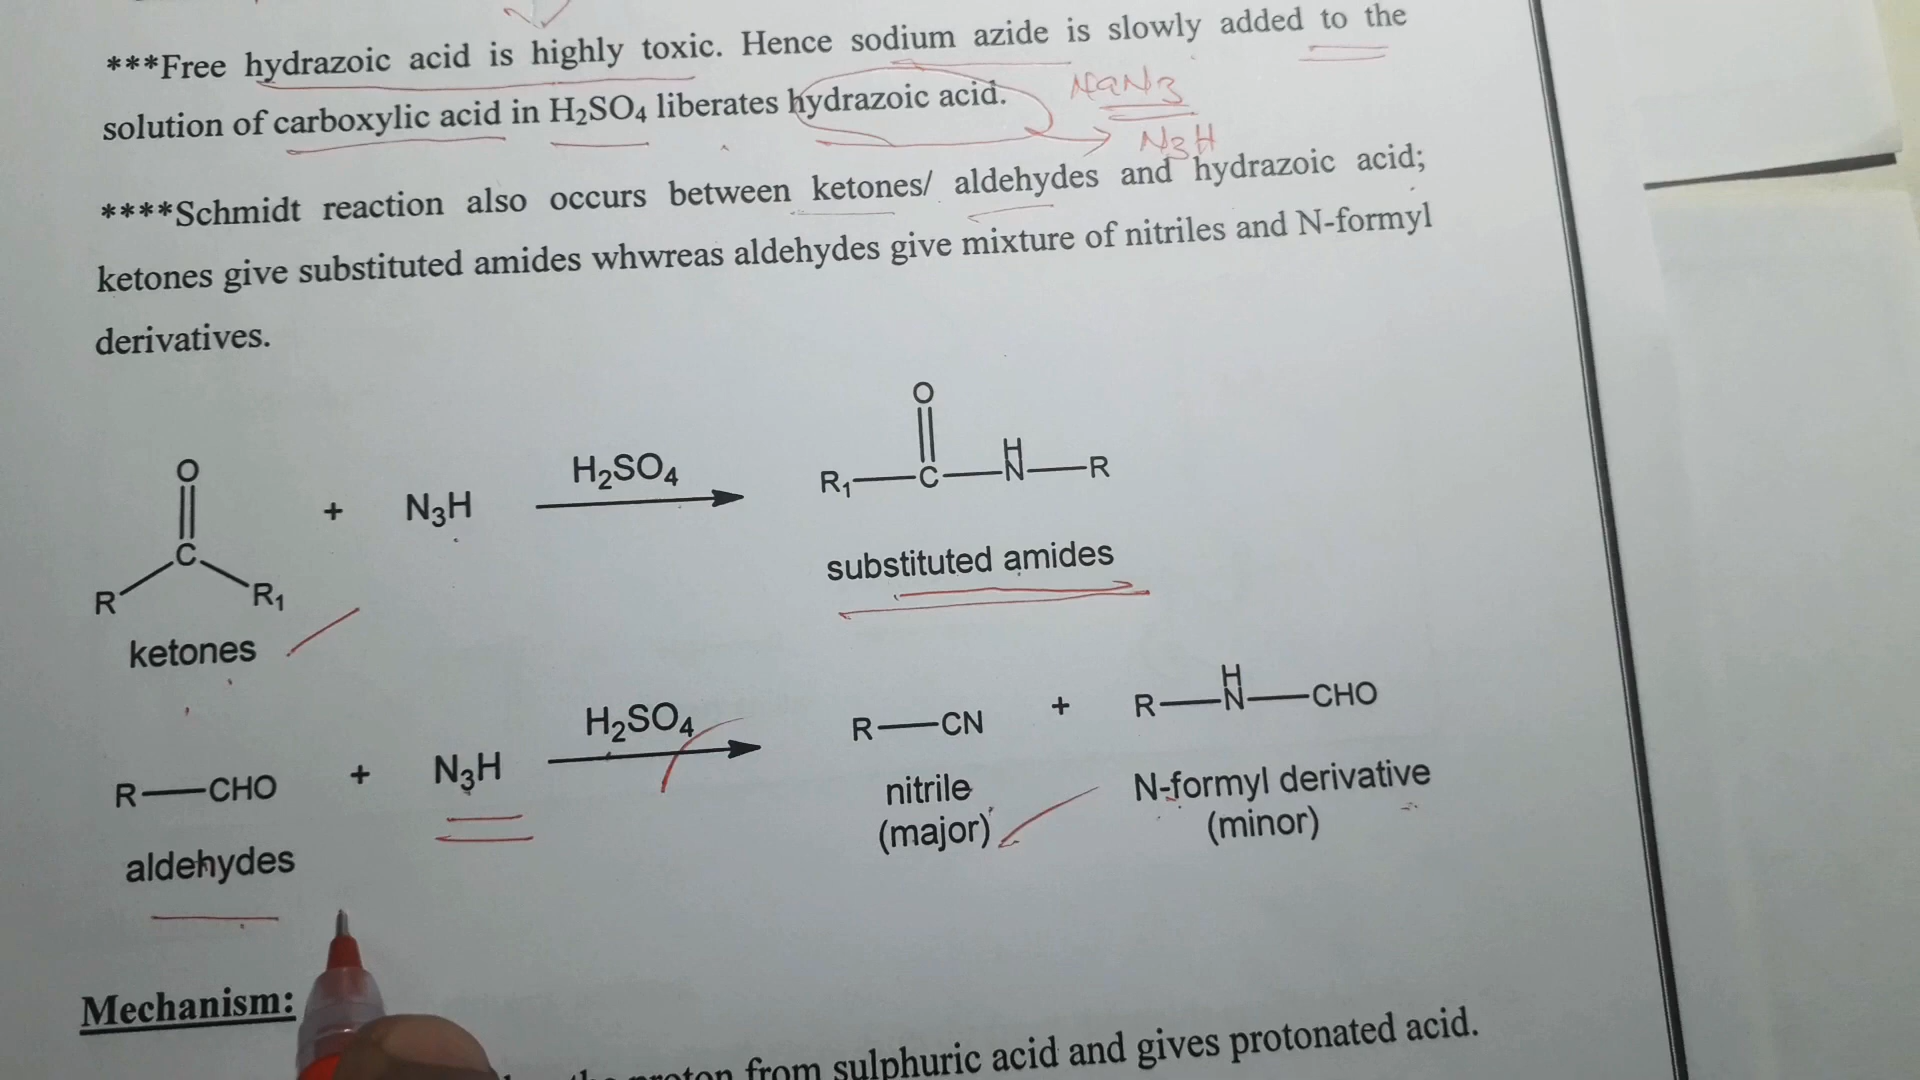 ***Free hydrazoic acid is highly toxic. Hence sodium azide is slowly added to the
solution of carboxylic acid in H₂SO₄ liberates hydrazoic acid.
NaN3
N3H
****Schmidt reaction also occurs between ketones/ aldehydes and hydrazoic acid;
ketones give substituted amides whwreas aldehydes give mixture of nitriles and N-formyl
derivatives.
O
C
R R₁
+ N₃H
H₂SO₄
O
R₁ C N H R
ketones
substituted amides
R CHO + N₃H
H₂SO₄
R CN + R N H CHO
aldehydes
nitrile
(major)
N-formyl derivative
(minor)
Mechanism:
proton from sulphuric acid and gives protonated acid.